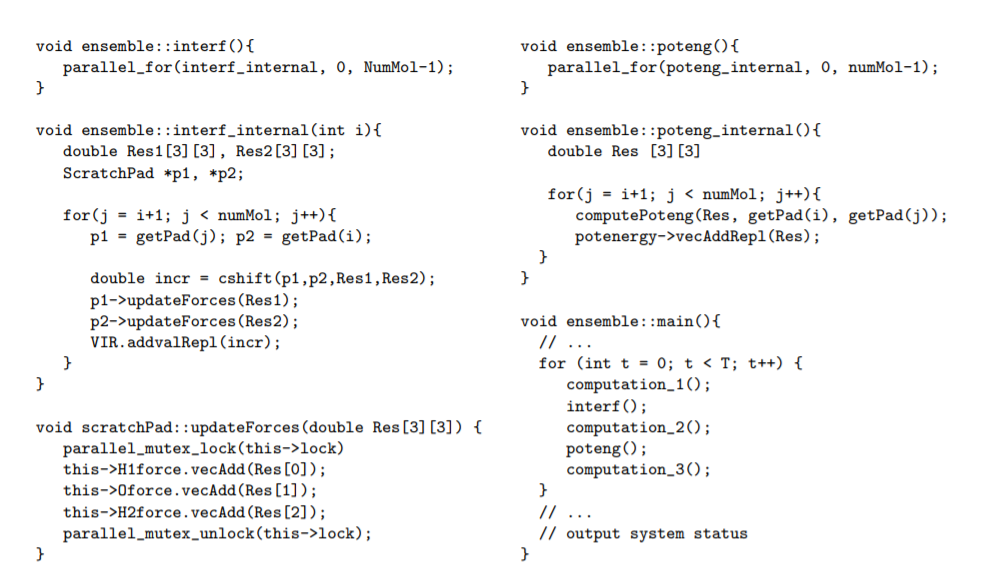 void ensemble::interf(){
parallel_for(interf_internal, 0, NumMol-1);
}
void ensemble::interf_internal(int i){
double Res1[3][3], Res2[3][3];
ScratchPad *p1, *p2;
for(j = i+1; j < numMol; j++){
p1 = getPad(j); p2 = getPad(i);
double incr = cshift(p1,p2,Res1,Res2);
p1->updateForces(Res1);
p2->updateForces(Res2);
VIR.addvalRepl(incr);
}
}
void scratchPad::updateForces(double Res[3][3]) {
parallel_mutex_lock(this->lock)
this->H1force.vecAdd(Res[0]);
this->Oforce.vecAdd(Res[1]);
this->H2force.vecAdd(Res[2]);
parallel_mutex_unlock(this->lock);
}
void ensemble::poteng(){
parallel_for(poteng_internal, 0, numMol-1);
}
void ensemble::poteng_internal(){
double Res [3][3]
for(j = i+1; j < numMol; j++){
computePoteng(Res, getPad(i), getPad(j));
potenergy->vecAddRepl(Res);
}
}
void ensemble::main(){
// ...
for (int t = 0; t < T; t++) {
computation_1();
interf();
computation_2();
poteng();
computation_3();
}
// ...
// output system status
}